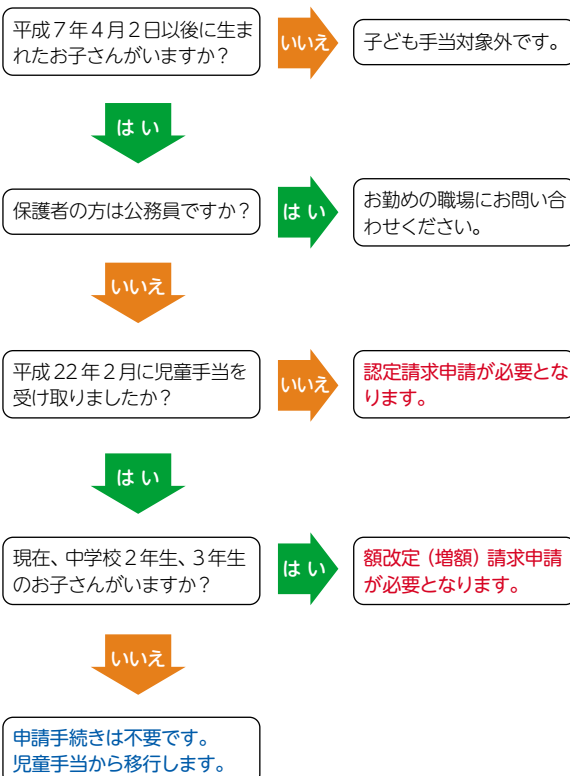 平成７年４月２日以後に生ま
れたお子さんがいますか？
いいえ
子ども手当対象外です。
はい
保護者の方は公務員ですか？
はい
お勤めの職場にお問い合
わせください。
いいえ
平成22年２月に児童手当を
受け取りましたか？
いいえ
認定請求申請が必要とな
ります。
はい
現在、中学校２年生、３年生
のお子さんがいますか？
はい
額改定（増額）請求申請
が必要となります。
いいえ
申請手続きは不要です。
児童手当から移行します。